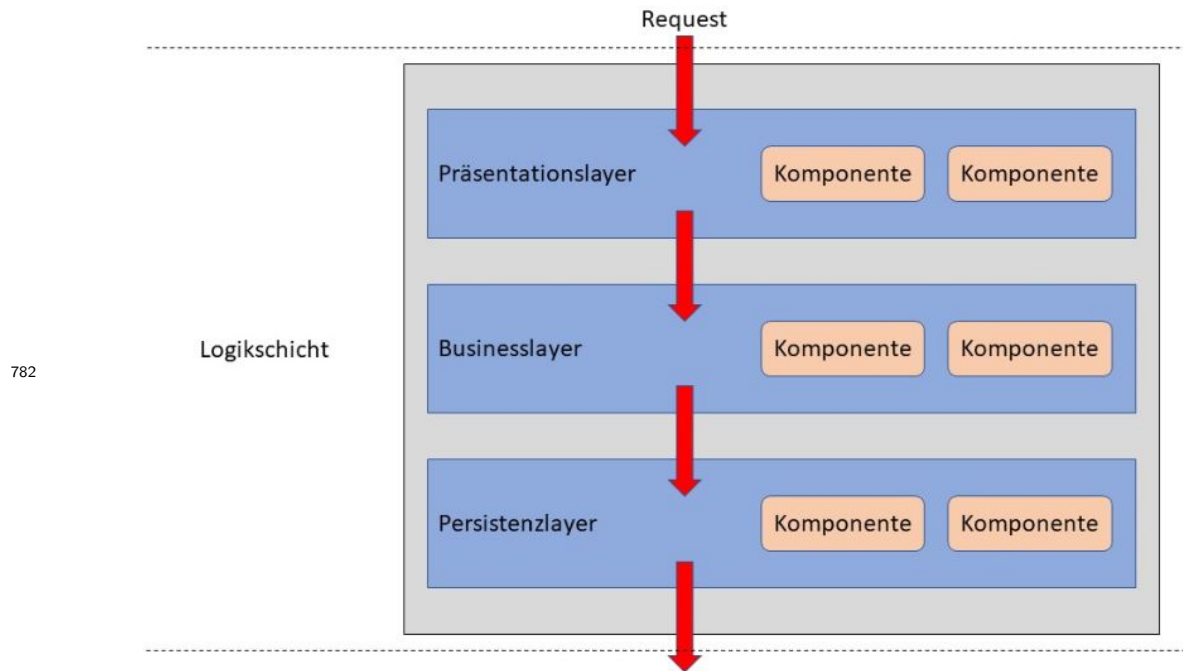 Request
Präsentationslayer Komponente Komponente
Logikschicht Businesslayer Komponente Komponente
782
Persistenzlayer Komponente Komponente